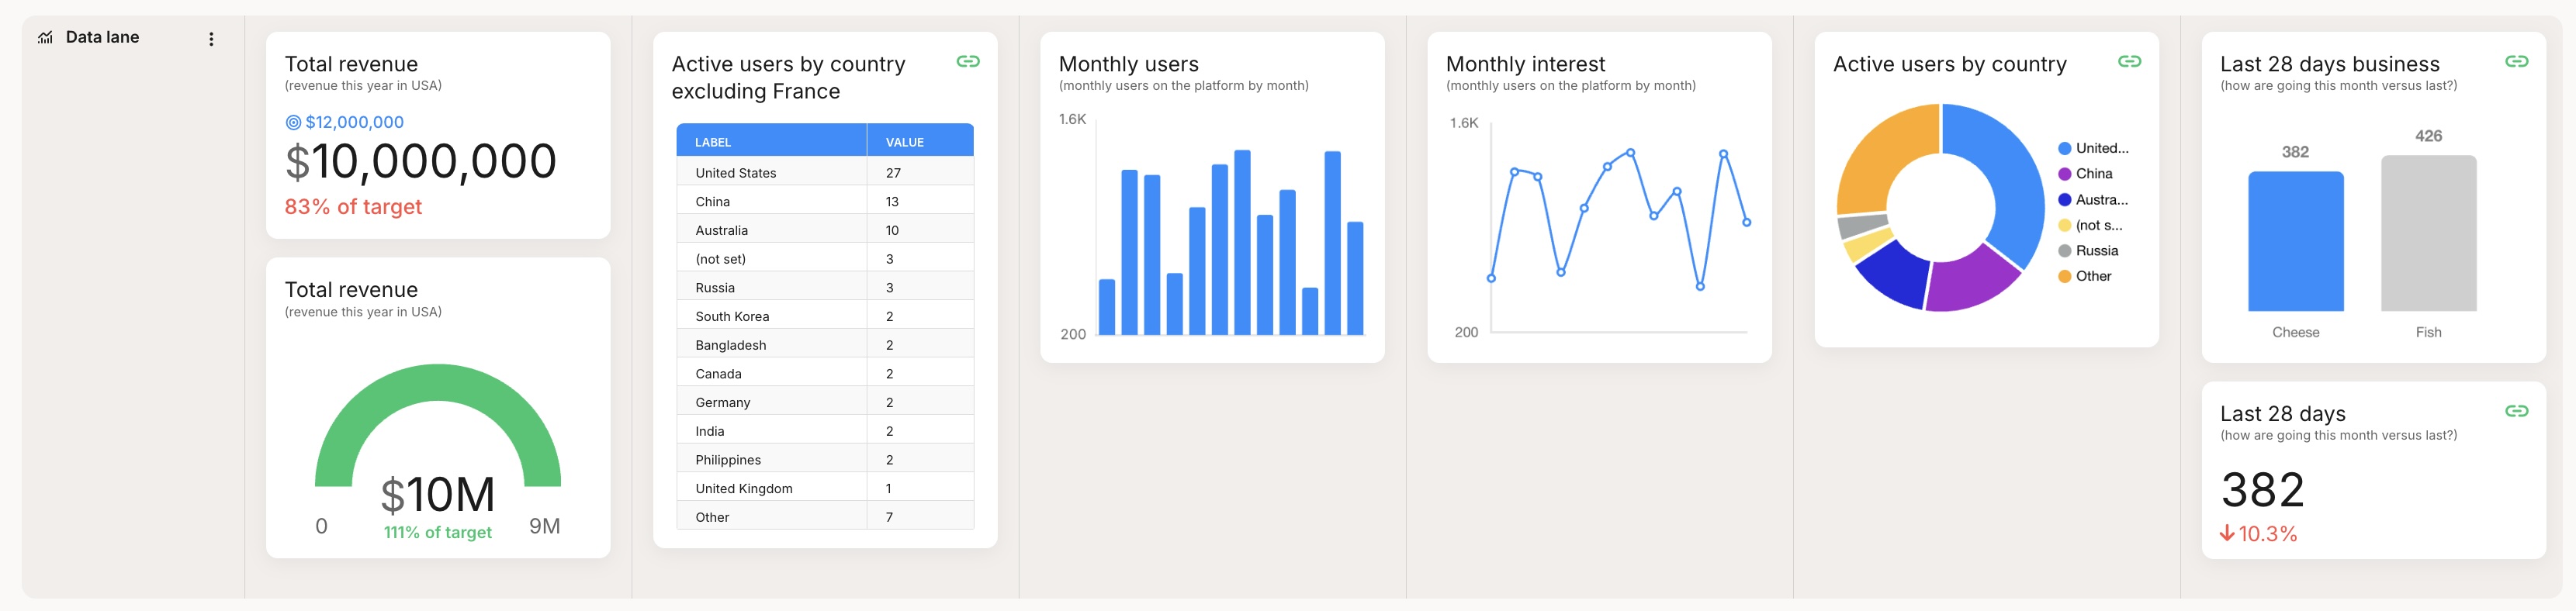 Data lane
Total revenue
(revenue this year in USA)
$12,000,000
$10,000,000
83% of target
Total revenue
(revenue this year in USA)
$10M
0
111% of target
9M
Active users by country
excluding France
LABEL VALUE
United States 27
China 13
Australia 10
(not set) 3
Russia 3
South Korea 2
Bangladesh 2
Canada 2
Germany 2
India 2
Philippines 2
United Kingdom 1
Other 7
Monthly users
(monthly users on the platform by month)
1.6K
200
Monthly interest
(monthly users on the platform by month)
1.6K
200
Active users by country
United...
China
Austra...
(not s...
Russia
Other
Last 28 days business
(how are going this month versus last?)
426
382
Cheese Fish
Last 28 days
(how are going this month versus last?)
382
10.3%